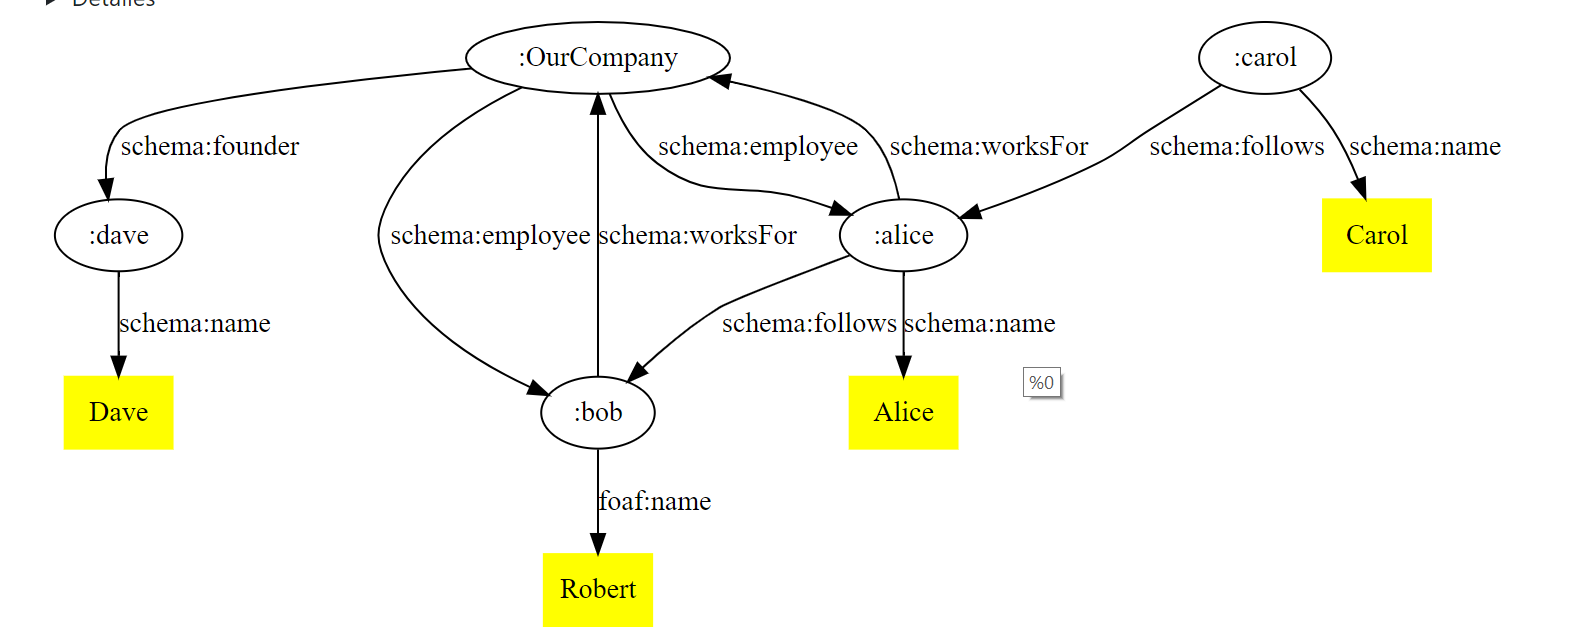 Detalles
:OurCompany
:carol
schema:founder
schema:employee
schema:worksFor
schema:follows
schema:name
:dave
schema:employee
schema:worksFor
:alice
Carol
schema:name
schema:follows
schema:name
%0
Dave
:bob
Alice
foaf:name
Robert